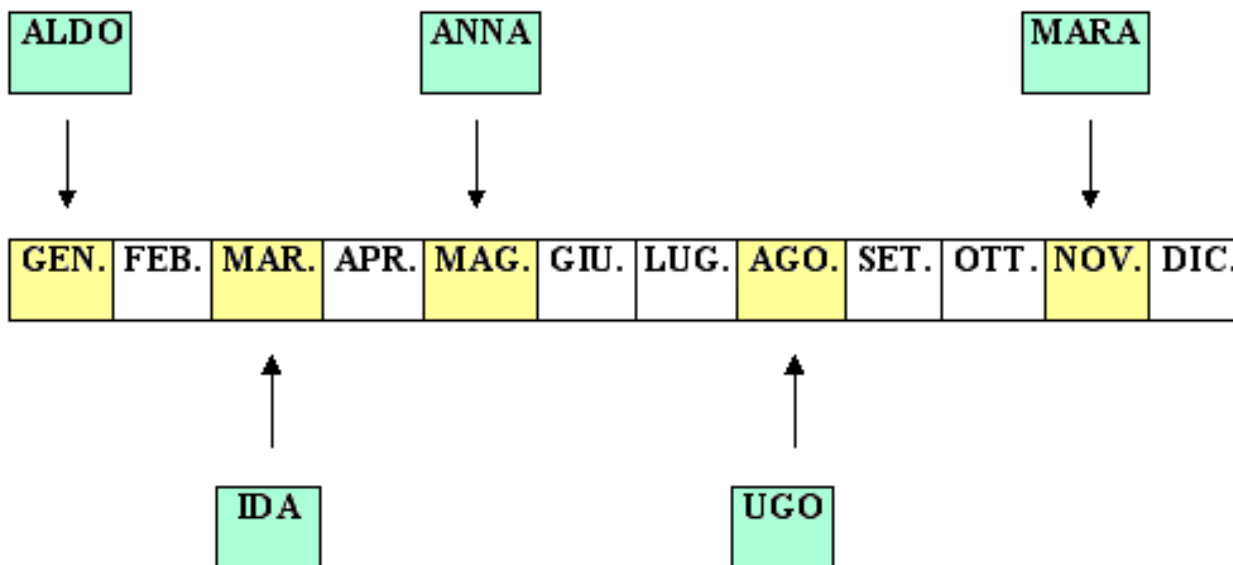 ALDO ANNA MARA
GEN. FEB. MAR. APR. MAG. GIU. LUG. AGO. SET. OTT. NOV. DIC.
IDA UGO